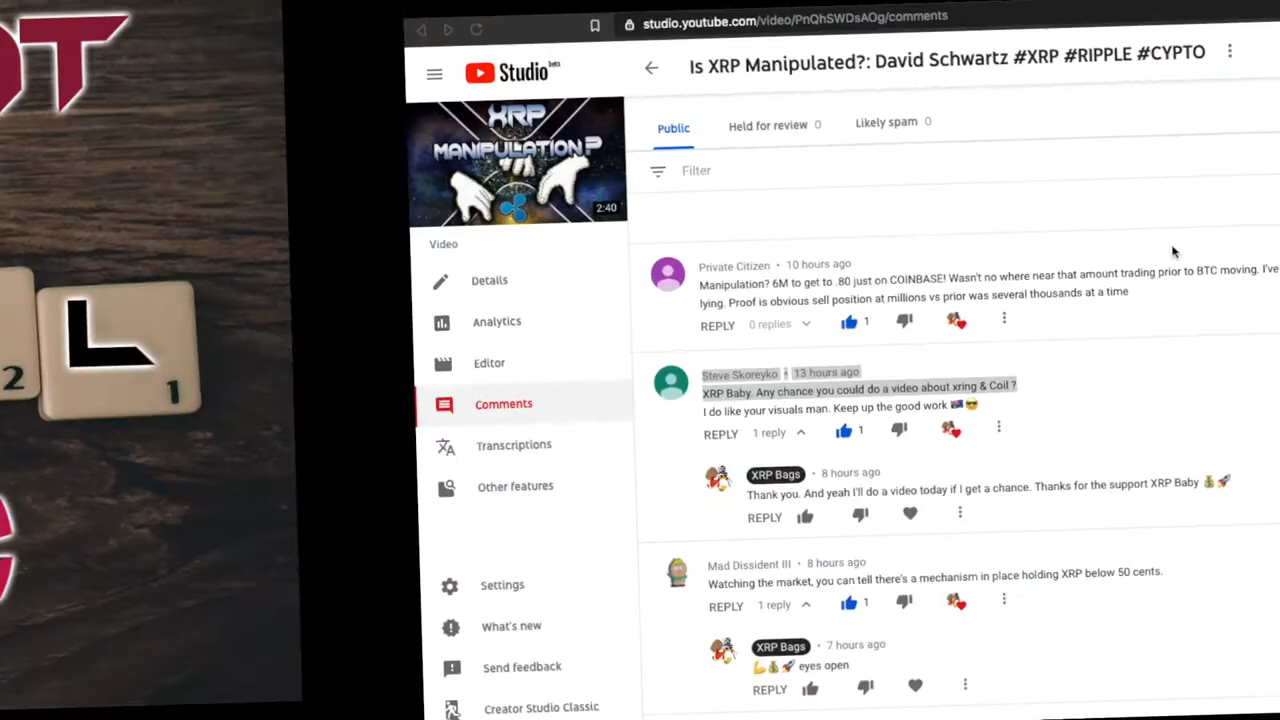 OT
2
L
1
C
studio.youtube.com/video/PnQhSWDsAOg/comments
Studio beta
Is XRP Manipulated?: David Schwartz #XRP #RIPPLE #CYPTO
XRP
MANIPULATION?
2:40
Video
Details
Analytics
Editor
Comments
Transcriptions
Other features
Settings
What's new
Send feedback
Creator Studio Classic
Public
Held for review 0
Likely spam 0
Filter
Private Citizen • 10 hours ago
Manipulation? 6M to get to .80 just on COINBASE! Wasn't no where near that amount trading prior to BTC moving. I've
lying. Proof is obvious sell position at millions vs prior was several thousands at a time
REPLY 0 replies 1
Steve Skoreyko • 13 hours ago
XRP Baby. Any chance you could do a video about xring & Coil ?
I do like your visuals man. Keep up the good work 🇦🇺😎
REPLY 1 reply 1
XRP Bags • 8 hours ago
Thank you. And yeah I'll do a video today if I get a chance. Thanks for the support XRP Baby 💰🚀
REPLY
Mad Dissident III • 8 hours ago
Watching the market, you can tell there's a mechanism in place holding XRP below 50 cents.
REPLY 1 reply 1
XRP Bags • 7 hours ago
💪💰🚀 eyes open
REPLY